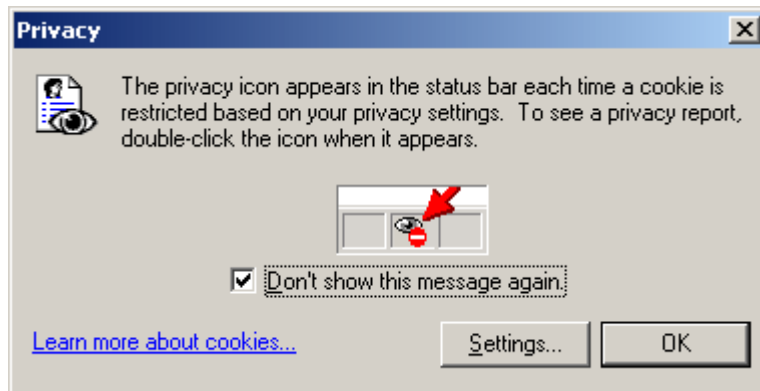 Privacy
The privacy icon appears in the status bar each time a cookie is
restricted based on your privacy settings.  To see a privacy report,
double-click the icon when it appears.
Don't show this message again.
Learn more about cookies...
Settings...
OK